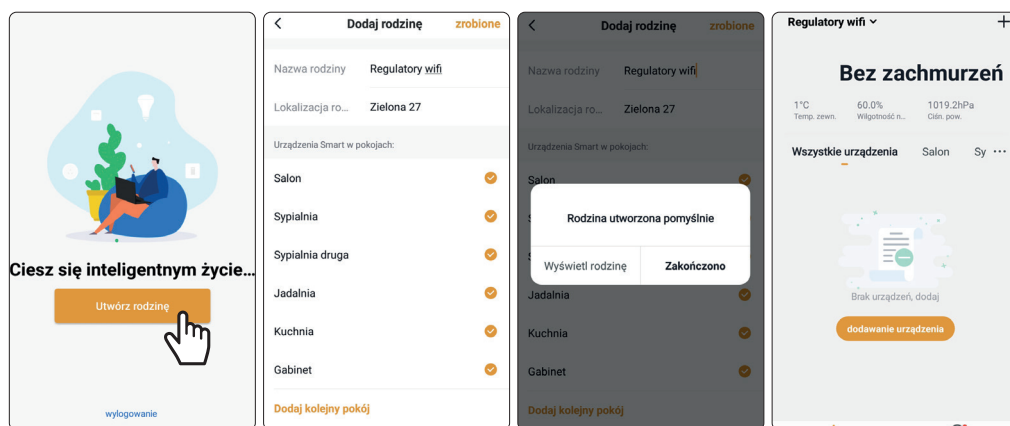 Ciesz się inteligentnym życie...
Utwórz rodzinę
wylogowanie
Dodaj rodzinę
zrobione
Nazwa rodziny Regulatory wifi
Lokalizacja ro... Zielona 27
Urządzenia Smart w pokojach:
Salon
Sypialnia
Sypialnia druga
Jadalnia
Kuchnia
Gabinet
Dodaj kolejny pokój
Dodaj rodzinę
zrobione
Nazwa rodziny Regulatory wifi
Lokalizacja ro... Zielona 27
Urządzenia Smart w pokojach:
Salon
Rodzina utworzona pomyślnie
Wyświetl rodzinę Zakończono
Jadalnia
Kuchnia
Gabinet
Dodaj kolejny pokój
Regulatory wifi
Bez zachmurzeń
1°C 60.0% 1019.2hPa
Temp. zewn. Wilgotność n... Ciśn. pow.
Wszystkie urządzenia Salon Sy ...
Brak urządzeń, dodaj
dodawanie urządzenia